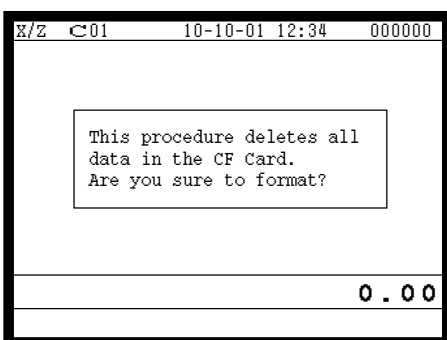 X/Z C01 10-10-01 12:34 000000
This procedure deletes all
data in the CF Card.
Are you sure to format?
0.00